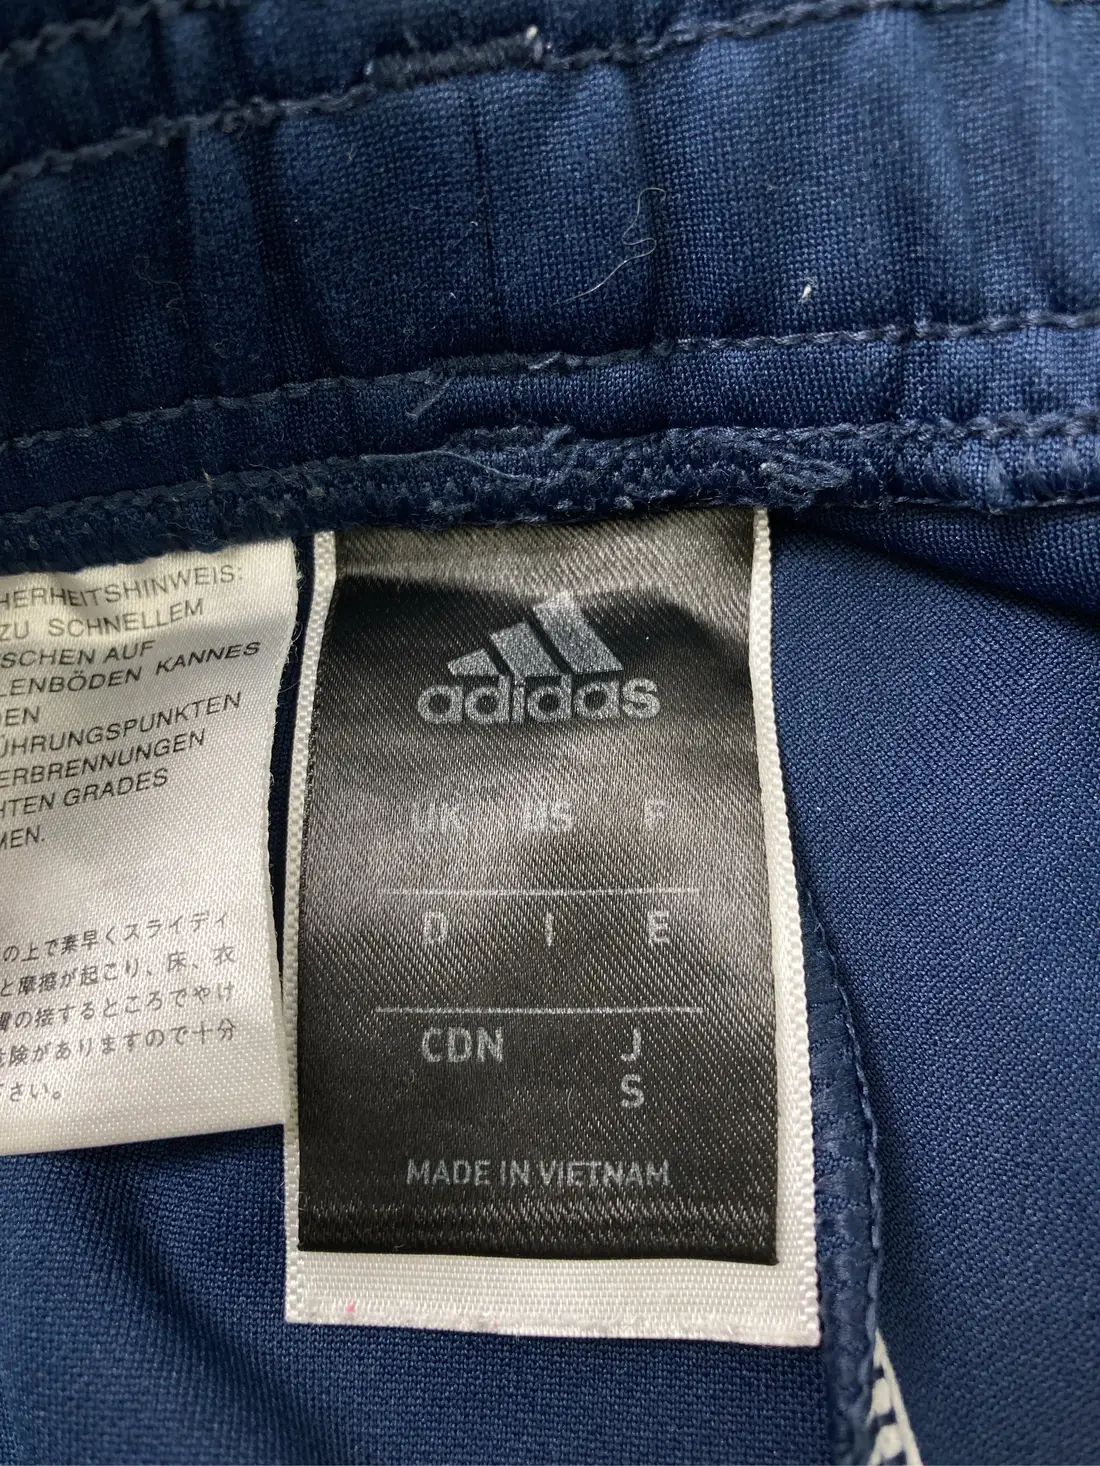 HERHEITSHINWEIS:
ZU SCHNELLEM
SCHEN AUF
LENBÖDEN KANNES
DEN
ÜHRUNGSPUNKTEN
ERBRENNUNGEN
HTEN GRADES
MEN.
の上で素早くスライディ
と摩擦が起こり、床、衣
の接するところでやけ
険がありますので十分
さい。
adidas
UK US F
D I E
CDN J
S
MADE IN VIETNAM